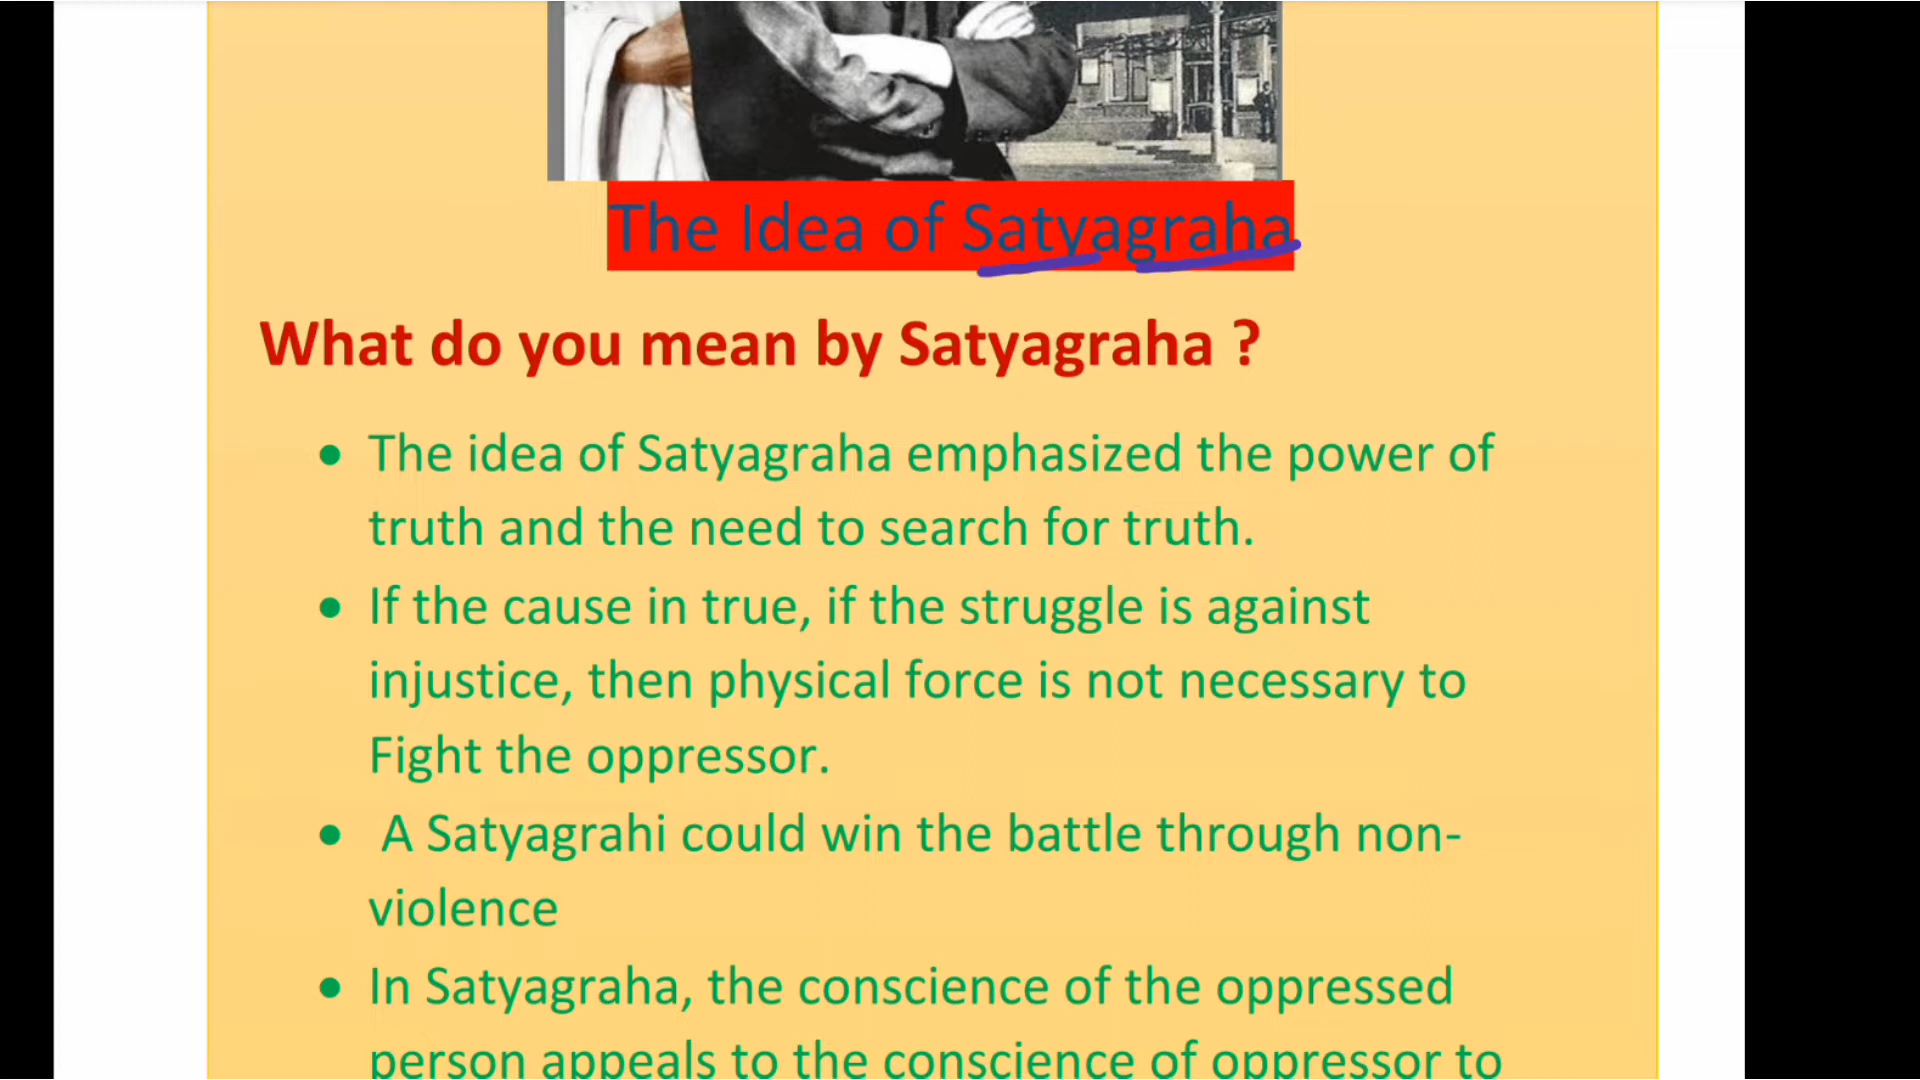 The Idea of Satyagraha
What do you mean by Satyagraha ?
• The idea of Satyagraha emphasized the power of
truth and the need to search for truth.
• If the cause in true, if the struggle is against
injustice, then physical force is not necessary to
Fight the oppressor.
• A Satyagrahi could win the battle through non-
violence
• In Satyagraha, the conscience of the oppressed
person appeals to the conscience of oppressor to